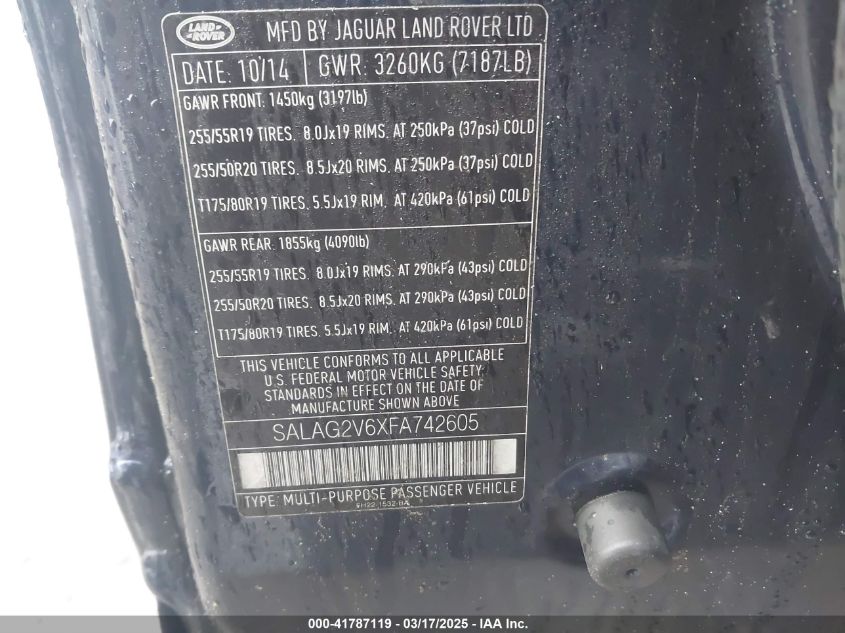 LAND ROVER
MFD BY JAGUAR LAND ROVER LTD
DATE: 10/14 GWR: 3260KG (7187LB)
GAWR FRONT: 1450kg (3197lb)
255/55R19 TIRES. 8.0Jx19 RIMS. AT 250kPa (37psi) COLD
255/50R20 TIRES. 8.5Jx20 RIMS. AT 250kPa (37psi) COLD
T175/80R19 TIRES. 5.5Jx19 RIM. AT 420kPa (61psi) COLD
GAWR REAR. 1855kg (4090lb)
255/55R19 TIRES. 8.0Jx19 RIMS. AT 290kPa (43psi) COLD
255/50R20 TIRES. 8.5Jx20 RIMS. AT 290kPa (43psi) COLD
T175/80R19 TIRES. 5.5Jx19 RIM. AT 420kPa (61psi) COLD
THIS VEHICLE CONFORMS TO ALL APPLICABLE
U.S. FEDERAL MOTOR VEHICLE SAFETY
STANDARDS IN EFFECT ON THE DATE OF
MANUFACTURE SHOWN ABOVE
SALAG2V6XFA742605
TYPE: MULTI-PURPOSE PASSENGER VEHICLE
000-41787119 - 03/17/2025 - IAA, Inc.